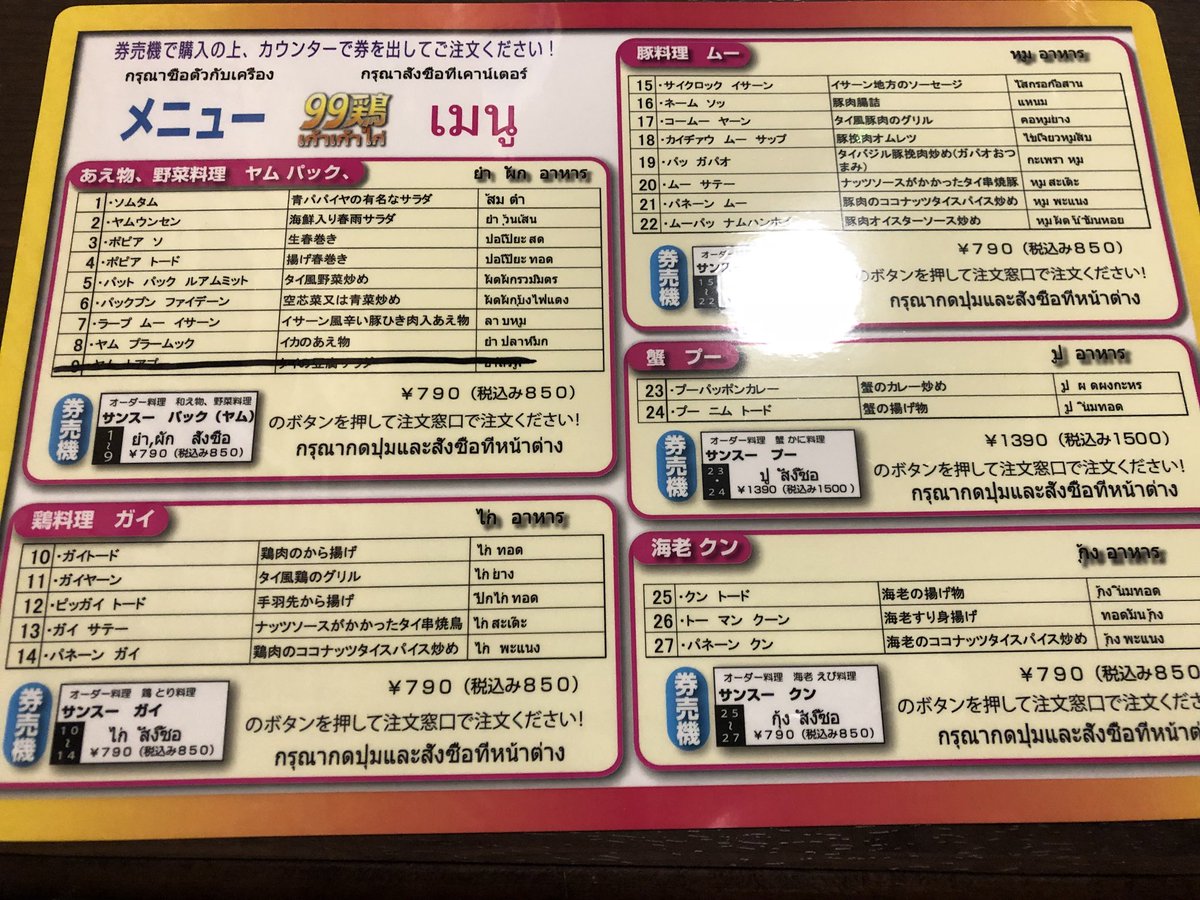 券売機で購入の上、カウンターで券を出してご注文ください!
กรุณาซื้อตั๋วกับเครื่อง กรุณาสั่งซื้อที่เคาน์เตอร์
メニュー 99鶏 เก้าเก้าไก่ เมนู
あえ物、野菜料理 ヤム パック、 ยำ ผัก อาหาร
1 ・ソムタム 青パパイヤの有名なサラダ ส้ม ตำ
2 ・ヤムウンセン 海鮮入り春雨サラダ ยำ วุ้นเส้น
3 ・ポピア ソ 生春巻き ปอเปี๊ยะ สด
4 ・ポピア トード 揚げ春巻き ปอเปี๊ยะ ทอด
5 ・パット パック ルアムミット タイ風野菜炒め ผัดผักรวมมิตร
6 ・パックブン ファイデーン 空芯菜又は青菜炒め ผัดผักบุ้งไฟแดง
7 ・ラープ ムー イサーン イサーン風辛い豚ひき肉入あえ物 ลาบหมู
8 ・ヤム プラームック イカのあえ物 ยำ ปลาหมึก
9
¥790(税込み850)
券売機
オーダー料理 和え物、野菜料理
サンスー パック(ヤム)
1~9 ยำ,ผัก สั่งซื้อ
¥790(税込み850)
のボタンを押して注文窓口で注文ください!
กรุณากดปุ่มและสั่งซื้อที่หน้าต่าง
鶏料理 ガイ ไก่ อาหาร
10 ・ガイトード 鶏肉のから揚げ ไก่ ทอด
11 ・ガイヤーン タイ風鶏のグリル ไก่ ย่าง
12 ・ピッガイ トード 手羽先から揚げ ปีกไก่ ทอด
13 ・ガイ サテー ナッツソースがかかったタイ串焼鳥 ไก่ สะเต๊ะ
14 ・パネーン ガイ 鶏肉のココナッツタイスパイス炒め ไก่ พะแนง
¥790(税込み850)
券売機
オーダー料理 鶏 とり料理
サンスー ガイ
10~14 ไก่ สั่งซื้อ
¥790(税込み850)
のボタンを押して注文窓口で注文ください!
กรุณากดปุ่มและสั่งซื้อที่หน้าต่าง
豚料理 ムー หมู อาหาร
15 ・サイクロック イサーン イサーン地方のソーセージ ไส้กรอกอีสาน
16 ・ネーム ソッ 豚肉腸詰 แหนม
17 ・コームー ヤーン タイ風豚肉のグリル คอหมูย่าง
18 ・カイヂァウ ムー サップ 豚挽肉オムレツ ไข่เจียวหมูสับ
19 ・パッ ガパオ タイバジル豚挽肉炒め(ガパオおつまみ) กะเพรา หมู
20 ・ムー サテー ナッツソースがかかったタイ串焼豚 หมู สะเต๊ะ
21 ・パネーン ムー 豚肉のココナッツタイスパイス炒め หมู พะแนง
22 ・ムーパッ ナムハンホイ 豚肉オイスターソース炒め หมู ผัด น้ำมันหอย
¥790(税込み850)
券売機
オーダー
サンス
15
22
のボタンを押して注文窓口で注文ください!
กรุณากดปุ่มและสั่งซื้อที่หน้าต่าง
蟹 プー ปู อาหาร
23 ・プーパッポンカレー 蟹のカレー炒め ปู ผัดผงกะหรี่
24 ・プー ニム トード 蟹の揚げ物 ปู นิ่มทอด
¥1390(税込み1500)
券売機
オーダー料理 蟹 かに料理
サンスー プー
23・24 ปู สั่งซื้อ
¥1390(税込み1500)
のボタンを押して注文窓口で注文ください!
กรุณากดปุ่มและสั่งซื้อที่หน้าต่าง
海老 クン กุ้ง อาหาร
25 ・クン トード 海老の揚げ物 กุ้ง นิ่มทอด
26 ・トー マン クーン 海老すり身揚げ ทอดมันกุ้ง
27 ・パネーン クン 海老のココナッツタイスパイス炒め กุ้ง พะแนง
¥790(税込み850
券売機
オーダー料理 海老 えび料理
サンスー クン
25~27 กุ้ง สั่งซื้อ
¥790(税込み850)
のボタンを押して注文窓口で注文くださ
กรุณากดปุ่มและสั่งซื้อที่หน้าต่าง